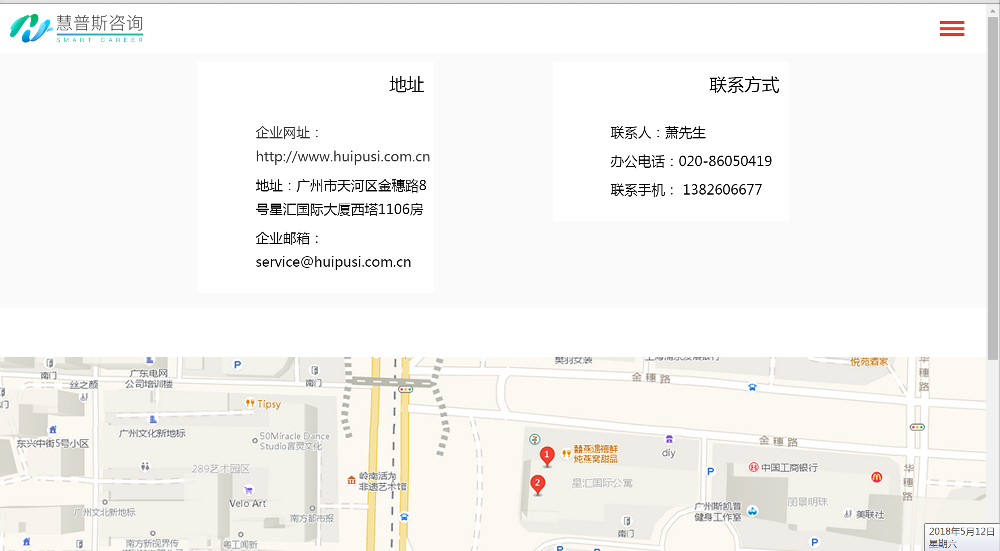 慧普斯咨询
SMART CAREER
地址
企业网址：
http://www.huipusi.com.cn
地址：广州市天河区金穗路8
号星汇国际大厦西塔1106房
企业邮箱：
service@huipusi.com.cn
联系方式
联系人：萧先生
办公电话：020-86050419
联系手机： 1382606677
悦苑酒家
华穗路
金穗路
南门
丝之颜
广东电网
公司培训楼
P
南门
Tipsy
广州文化新地标
东兴中街5号小区
50Miracle Dance
Studio言灵文化
289艺术园区
岭南活力
非遗艺术馆
Velo Art
广州文化新地标
南方都市报
南方新视界传
粤工闻新
1
2
囍燕遇禧鲜
炖燕窝甜品
diy
金穗路
星汇国际公寓
P
中国工商银行
华穗路
丽景明珠
广州斯凯普
健身工作室
美联社
南门
P
P
P
2018年5月12日
星期六